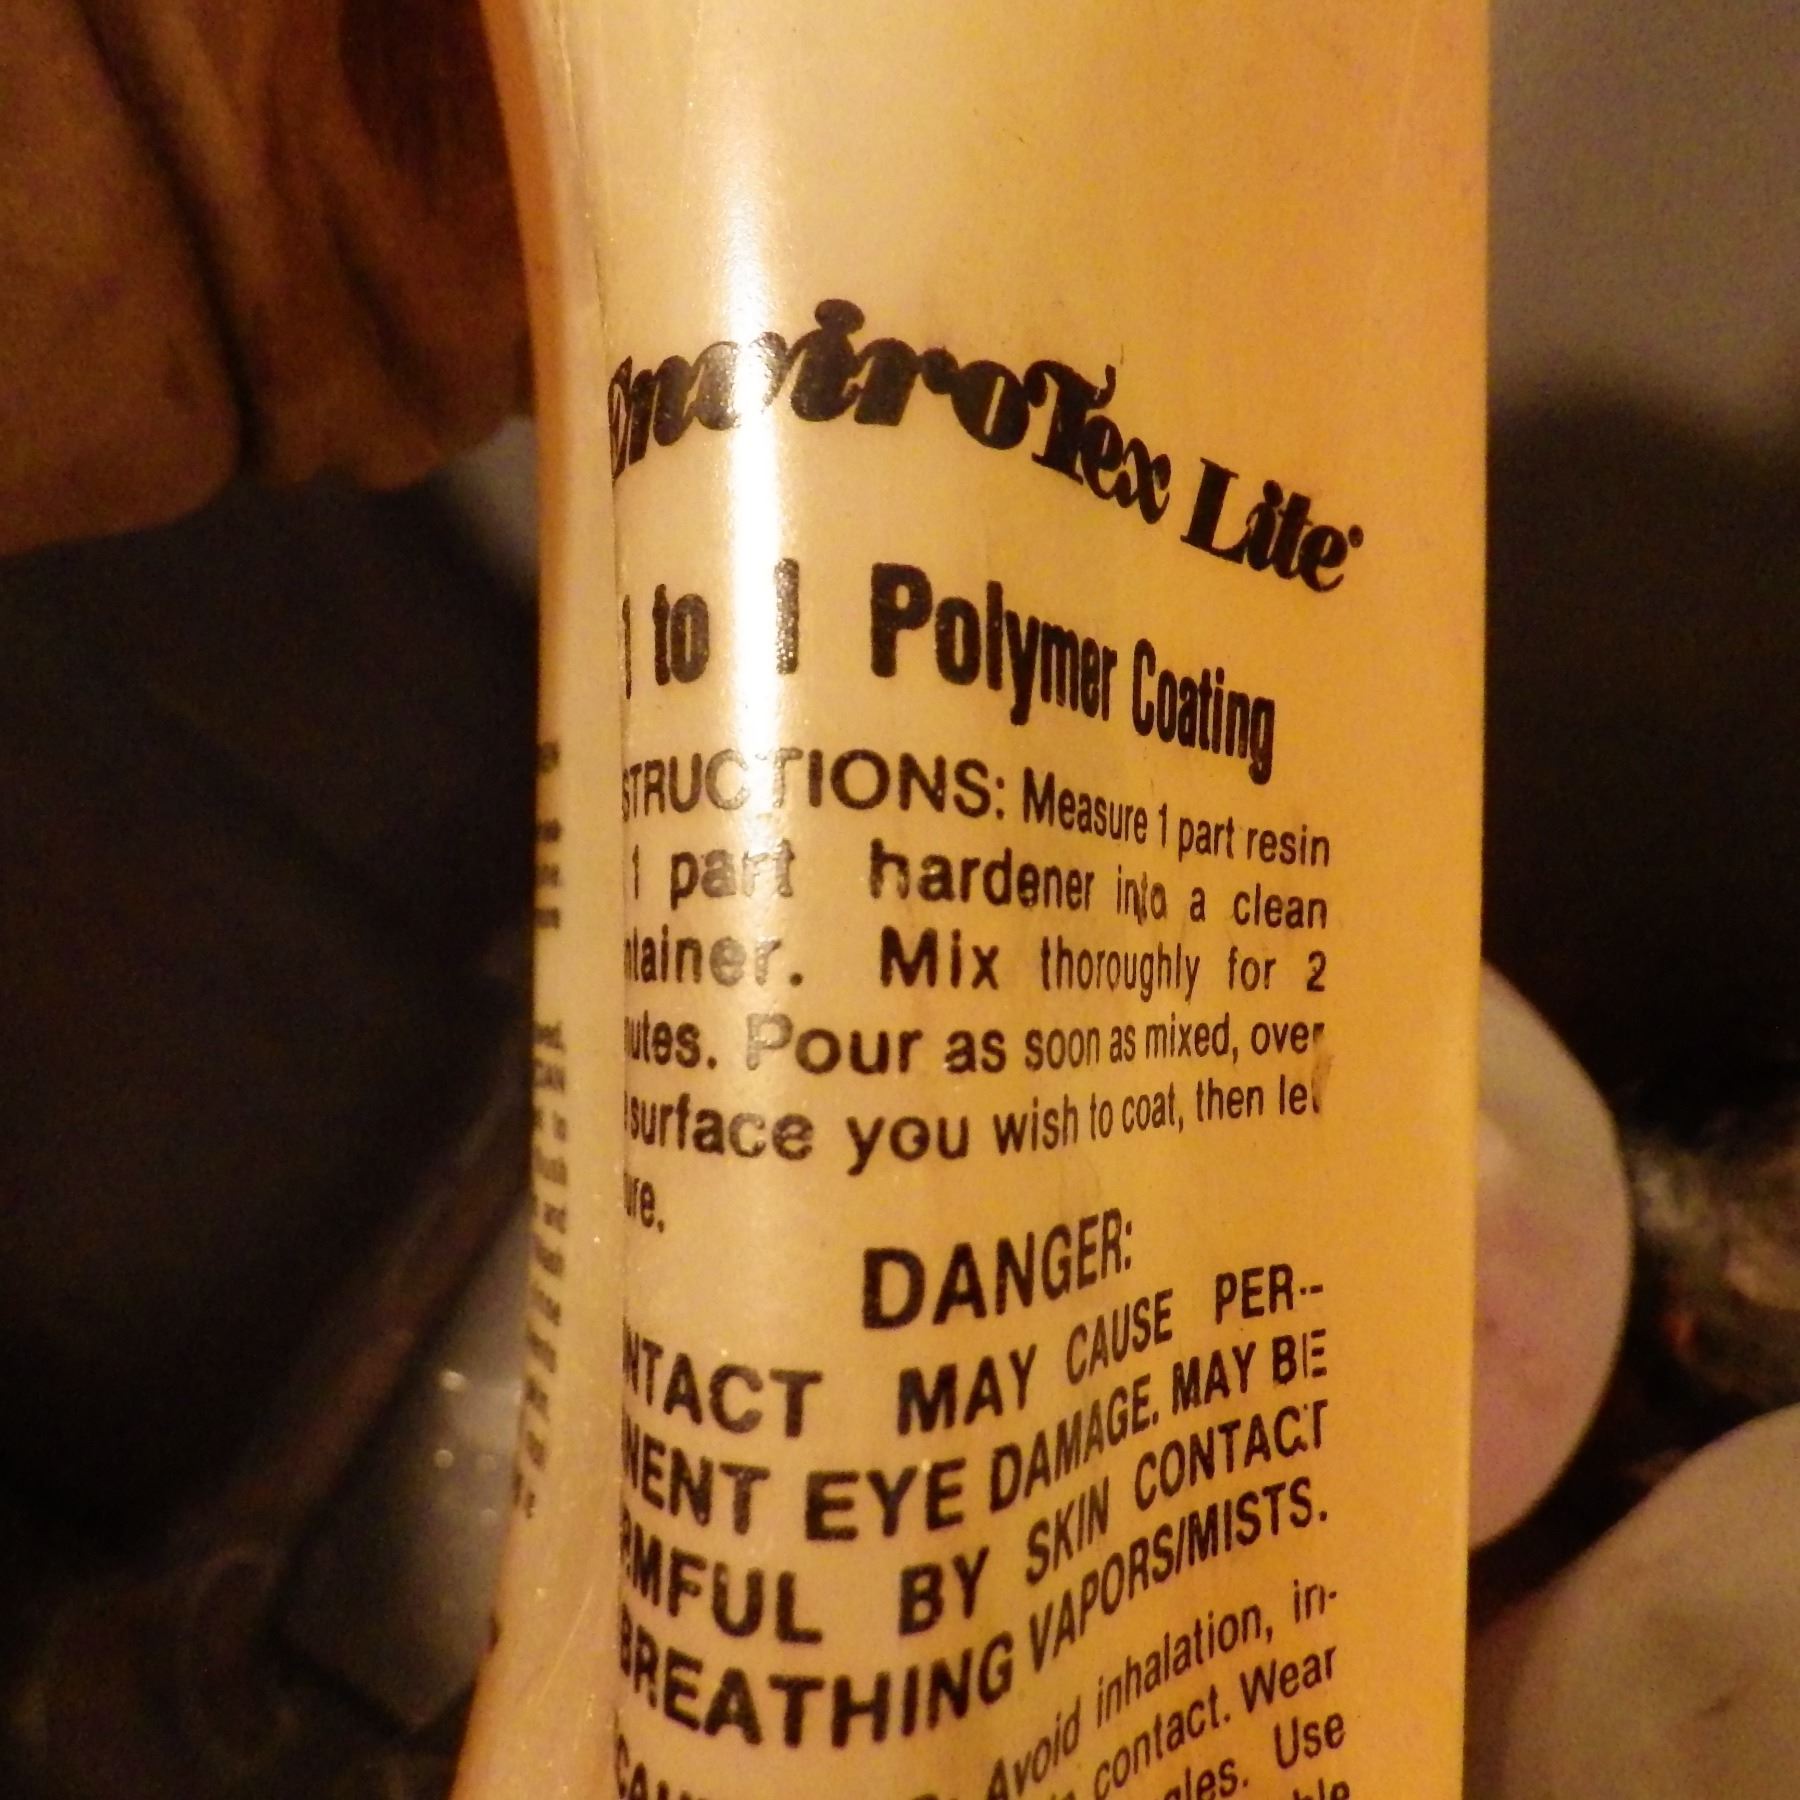 EnviroTex Lite
1 to 1 Polymer Coating
STRUCTIONS: Measure 1 part resin
1 part hardener into a clean
ntainer. Mix thoroughly for 2
utes. Pour as soon as mixed, over
surface you wish to coat, then let
ure.
DANGER:
NTACT MAY CAUSE PER-
NENT EYE DAMAGE. MAY BE
RMFUL BY SKIN CONTACT
BREATHING VAPORS/MISTS.
Avoid inhalation, in-
contact. Wear
Use